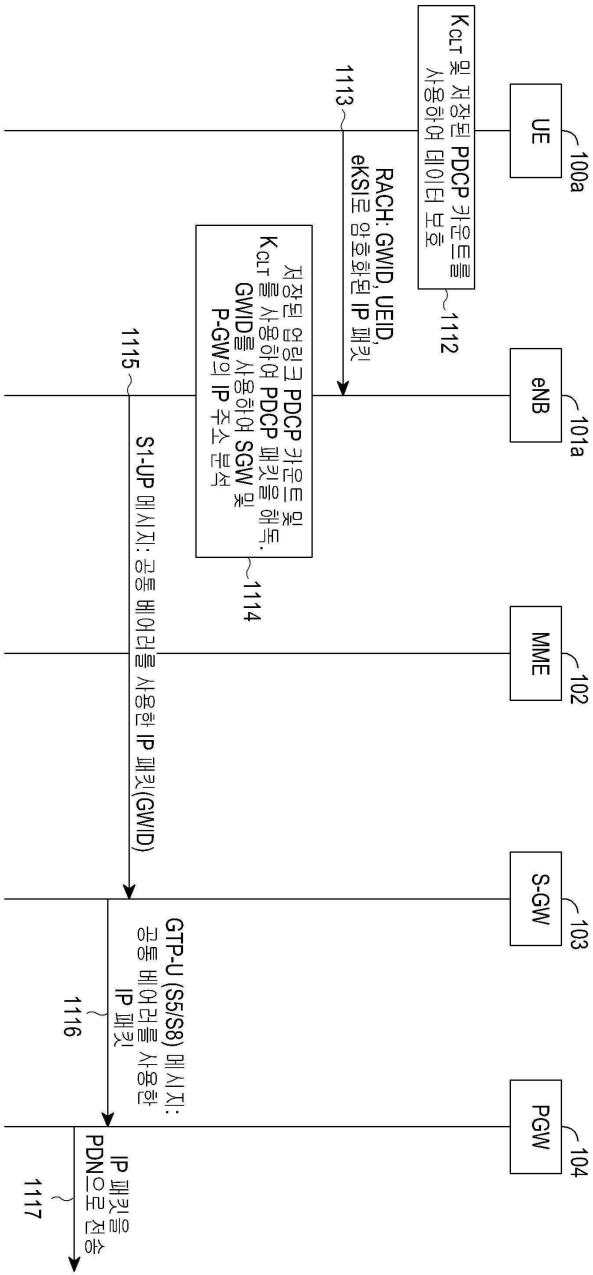 UE
100a
eNB
101a
MME
102
S-GW
103
PGW
104
KCLT 및 저장된 PDCP 카운트를
사용하여 데이터 보호
1112
1113
RACH: GWID, UEID,
eKSI로 암호화된 IP 패킷
저장된 업링크 PDCP 카운트 및
KCLT를 사용하여 PDCP 패킷을 해독.
GWID를 사용하여 SGW 및
P-GW의 IP 주소 분석
1114
1115
S1-UP 메시지: 공통 베어러를 사용한 IP 패킷(GWID)
GTP-U (S5/S8) 메시지:
공통 베어러를 사용한
IP 패킷
1116
IP 패킷을
PDN으로 전송
1117